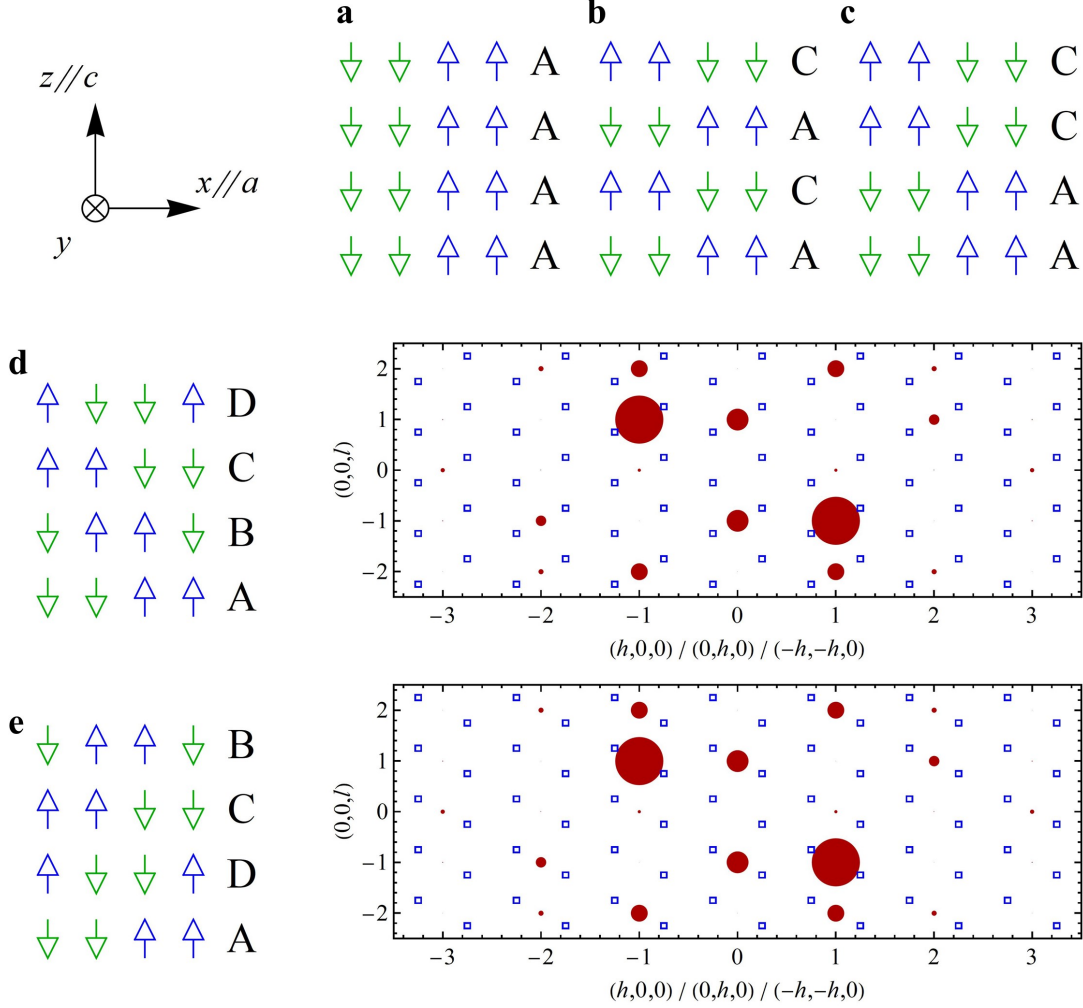 a
b
c
z//c
x//a
y
A
A
A
A
C
A
C
A
C
C
A
A
d
D
C
B
A
(0,0,l)
2
1
0
−1
−2
−3 −2 −1 0 1 2 3
(h,0,0) / (0,h,0) / (−h,−h,0)
e
B
C
D
A
(0,0,l)
2
1
0
−1
−2
−3 −2 −1 0 1 2 3
(h,0,0) / (0,h,0) / (−h,−h,0)